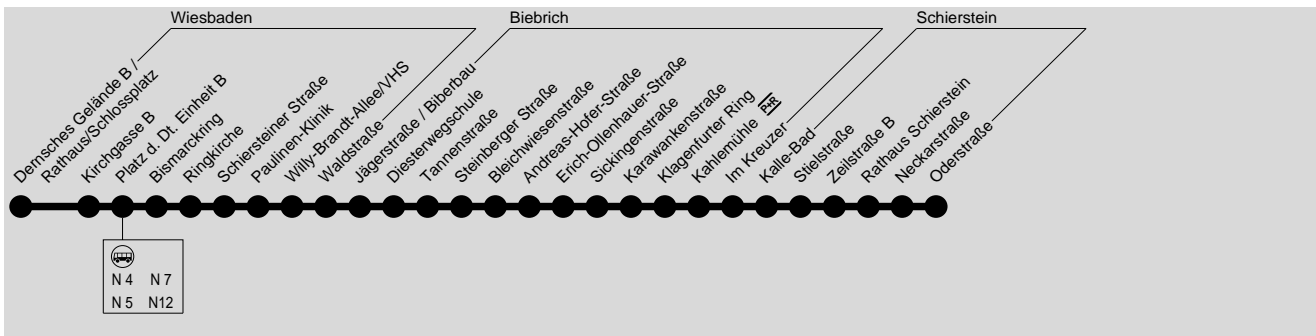 Wiesbaden
Biebrich
Schierstein
Dernsches Gelände B /
Rathaus/Schlossplatz
Kirchgasse B
Platz d. Dt. Einheit B
Bismarckring
Ringkirche
Schiersteiner Straße
Paulinen-Klinik
Willy-Brandt-Allee/VHS
Waldstraße
Jägerstraße / Biberbau
Diesterwegschule
Tannenstraße
Steinberger Straße
Bleichwiesenstraße
Andreas-Hofer-Straße
Erich-Ollenhauer-Straße
Sickingenstraße
Karawankenstraße
Klagenfurter Ring
Kahlemühle P+R
Im Kreuzer
Kalle-Bad
Stielstraße
Zeilstraße B
Rathaus Schierstein
Neckarstraße
Oderstraße
N 4 N 7
N 5 N12